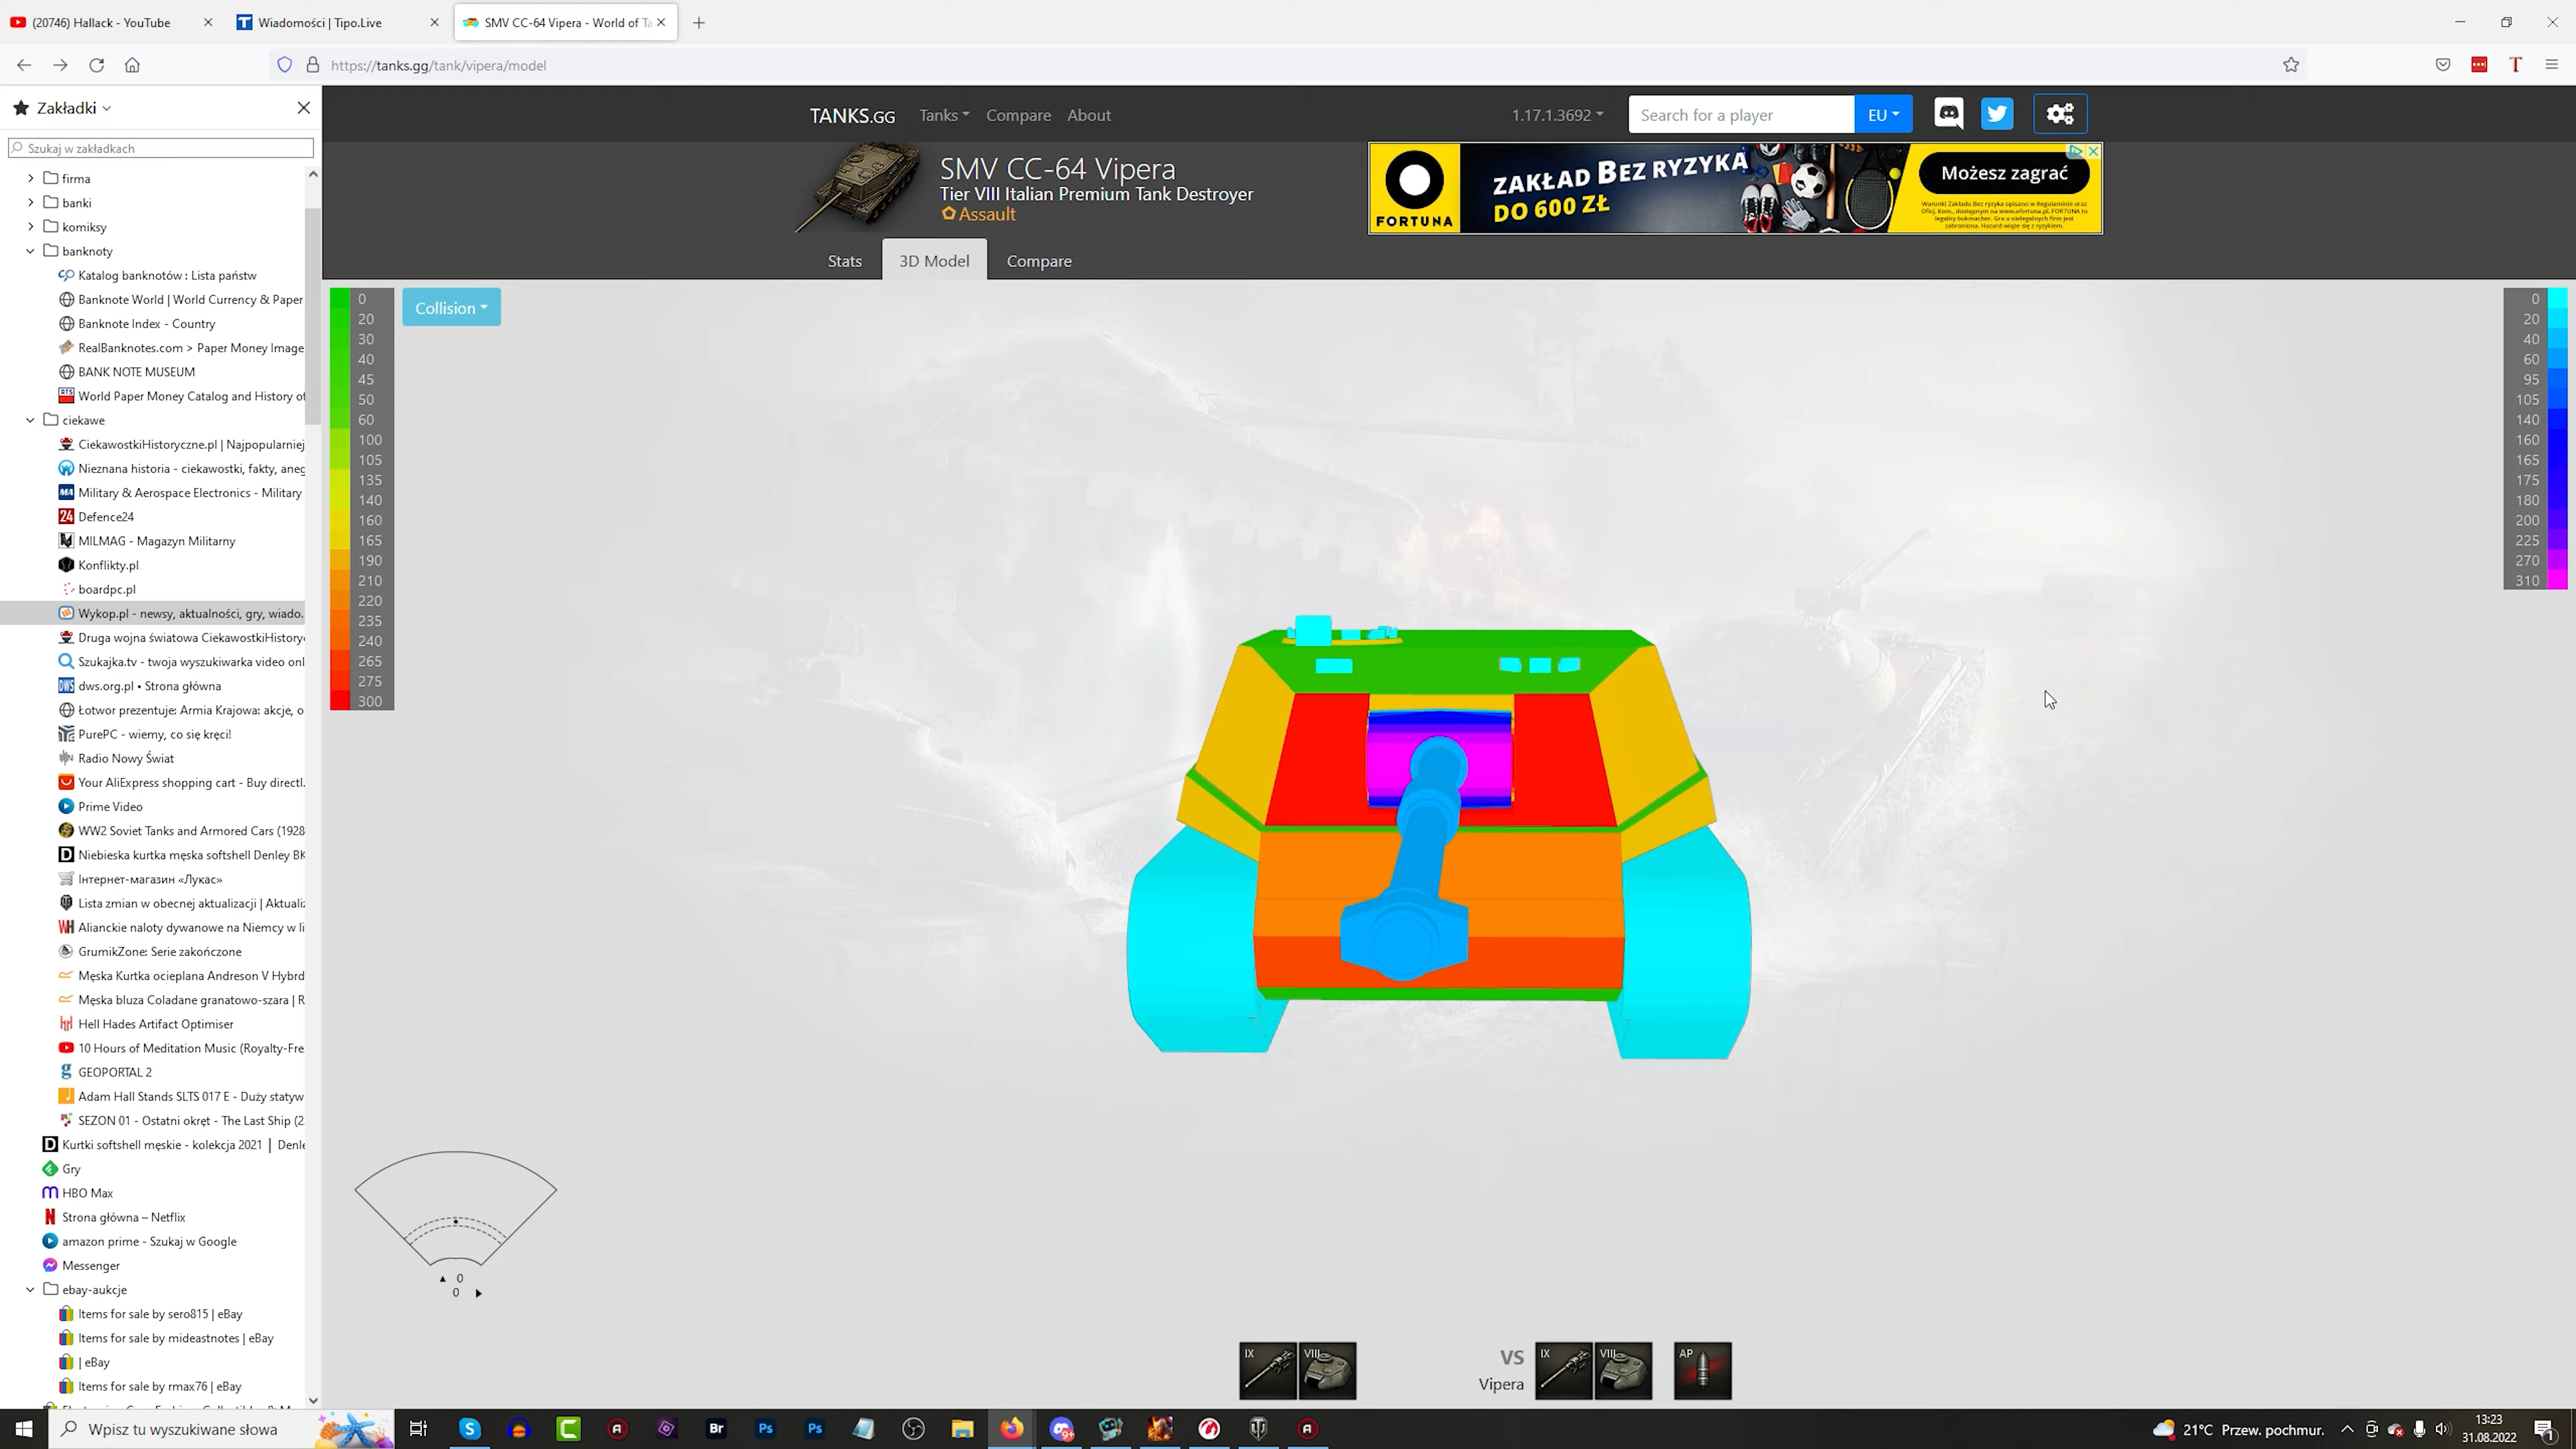 (20746) Hallack - YouTube
Wiadomości | Tipo.Live
SMV CC-64 Vipera - World of Ta
https://tanks.gg/tank/vipera/model
Zakładki
Szukaj w zakładkach
firma
banki
komiksy
banknoty
Katalog banknotów : Lista państw
Banknote World | World Currency & Paper
Banknote Index - Country
RealBanknotes.com > Paper Money Image
BANK NOTE MUSEUM
World Paper Money Catalog and History of
ciekawe
CiekawostkiHistoryczne.pl | Najpopularniej
Nieznana historia - ciekawostki, fakty, aneg
Military & Aerospace Electronics - Military
Defence24
MILMAG - Magazyn Militarny
Konflikty.pl
boardpc.pl
Wykop.pl - newsy, aktualności, gry, wiado.
Druga wojna światowa CiekawostkiHistory
Szukajka.tv - twoja wyszukiwarka video onl
dws.org.pl • Strona główna
Łotwor prezentuje: Armia Krajowa: akcje, o
PurePC - wiemy, co się kręci!
Radio Nowy Świat
Your AliExpress shopping cart - Buy directl.
Prime Video
WW2 Soviet Tanks and Armored Cars (1928
Niebieska kurtka męska softshell Denley BK
Інтернет-магазин «Лукас»
Lista zmian w obecnej aktualizacji | Aktualiz
Alianckie naloty dywanowe na Niemcy w li
GrumikZone: Serie zakończone
Męska Kurtka ocieplana Andreson V Hybrd
Męska bluza Coladane granatowo-szara | R
Hell Hades Artifact Optimiser
10 Hours of Meditation Music (Royalty-Fre
GEOPORTAL 2
Adam Hall Stands SLTS 017 E - Duży statyw
SEZON 01 - Ostatni okręt - The Last Ship (2
Kurtki softshell męskie - kolekcja 2021 | Denle
Gry
HBO Max
Strona główna – Netflix
amazon prime - Szukaj w Google
Messenger
ebay-aukcje
Items for sale by sero815 | eBay
Items for sale by mideastnotes | eBay
| eBay
Items for sale by rmax76 | eBay
TANKS.GG
Tanks
Compare
About
1.17.1.3692
Search for a player
EU
SMV CC-64 Vipera
Tier VIII Italian Premium Tank Destroyer
Assault
FORTUNA
ZAKŁAD BEZ RYZYKA
DO 600 ZŁ
Możesz zagrać
Stats
3D Model
Compare
Collision
0
20
30
40
45
50
60
100
105
135
140
160
165
190
210
220
235
240
265
275
300
0
20
40
60
95
105
140
160
165
175
180
200
225
270
310
0
0
IX
VIII
VS
Vipera
IX
VIII
AP
Wpisz tu wyszukiwane słowa
Br
Ps
Ps
9+
21°C Przew. pochmur.
13:23
31.08.2022
1